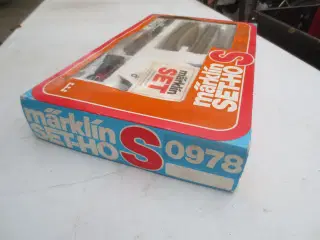 märklin
SET
märklin
SET-HO
S
märklin
SET-HO
S
0978